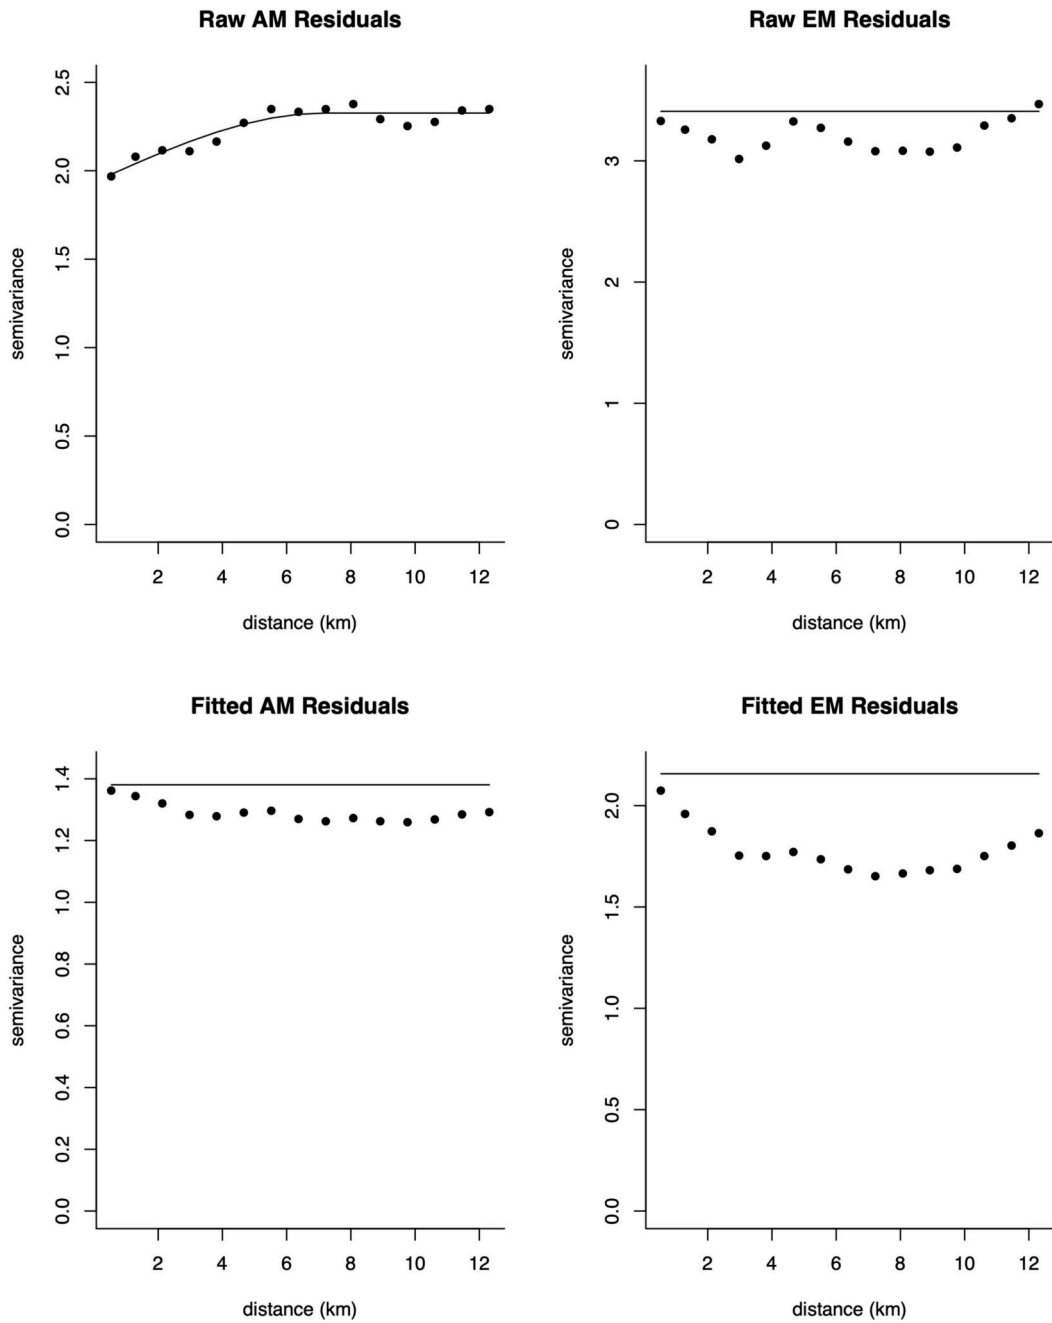 Raw AM Residuals
2.5
2.0
1.5
1.0
0.5
0.0
semivariance
2 4 6 8 10 12
distance (km)
Raw EM Residuals
3
2
1
0
semivariance
2 4 6 8 10 12
distance (km)
Fitted AM Residuals
1.4
1.2
1.0
0.8
0.6
0.4
0.2
0.0
semivariance
2 4 6 8 10 12
distance (km)
Fitted EM Residuals
2.0
1.5
1.0
0.5
0.0
semivariance
2 4 6 8 10 12
distance (km)